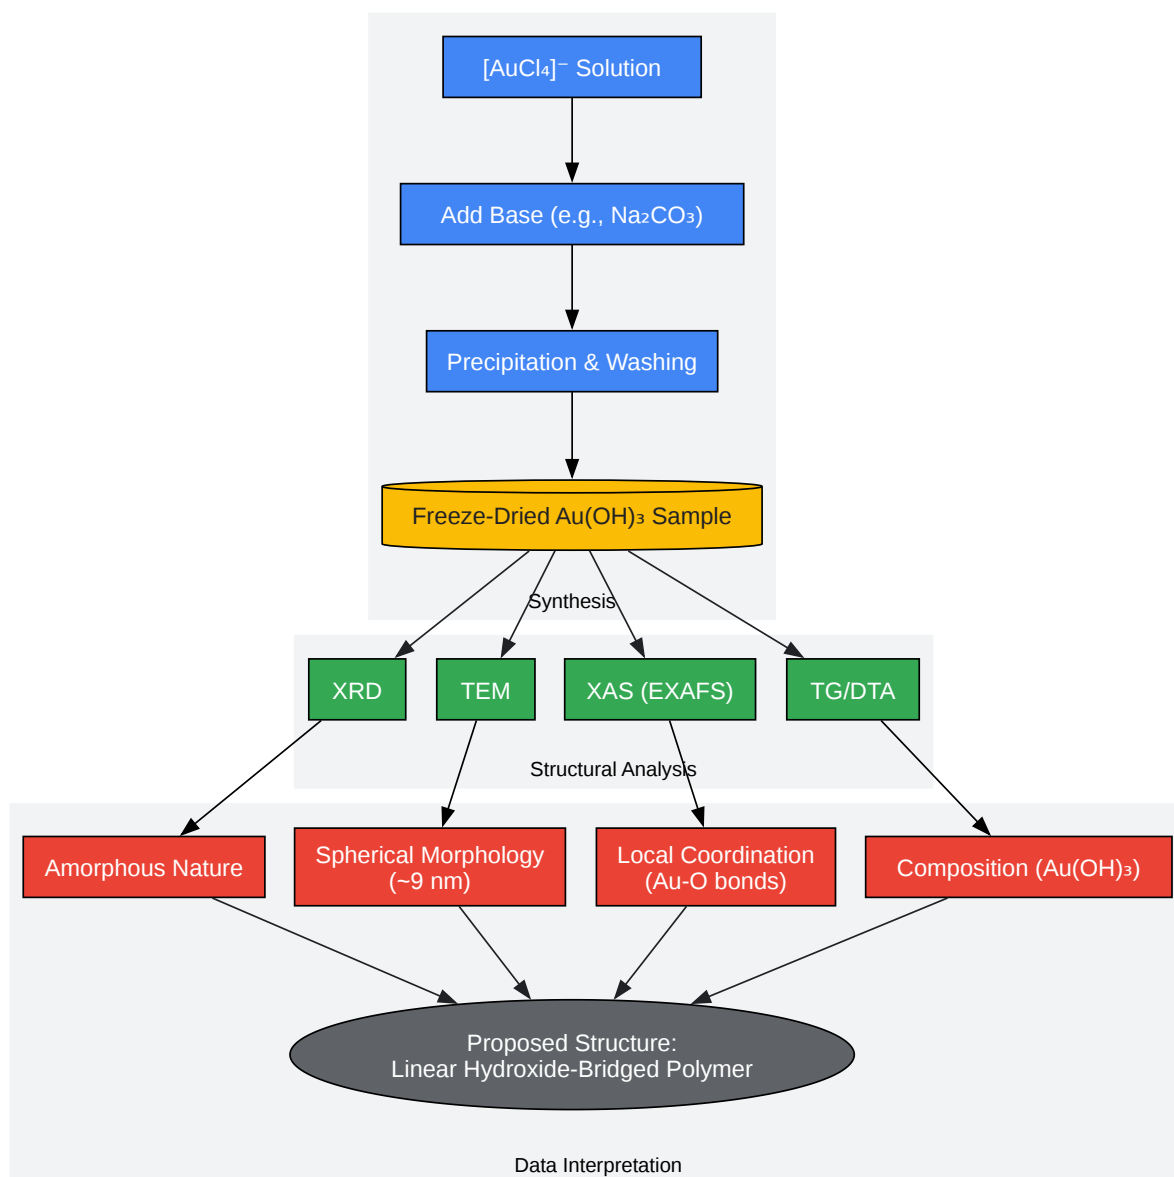 [AuCl₄]⁻ Solution
Add Base (e.g., Na₂CO₃)
Precipitation & Washing
Freeze-Dried Au(OH)₃ Sample
Synthesis
XRD
TEM
XAS (EXAFS)
TG/DTA
Structural Analysis
Amorphous Nature
Spherical Morphology
(~9 nm)
Local Coordination
(Au-O bonds)
Composition (Au(OH)₃)
Proposed Structure:
Linear Hydroxide-Bridged Polymer
Data Interpretation